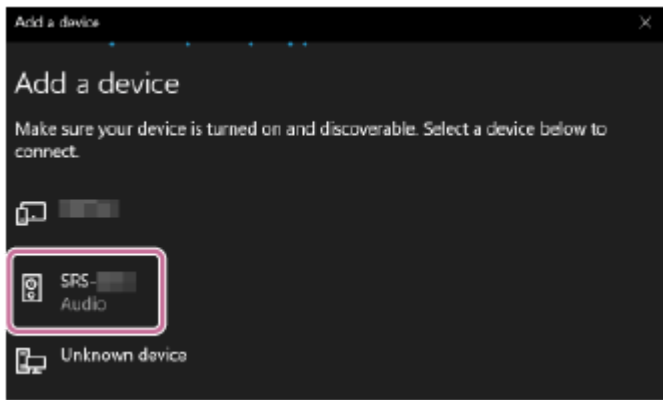 Add a device
Add a device
Make sure your device is turned on and discoverable. Select a device below to
connect.
SRS-
Audio
Unknown device